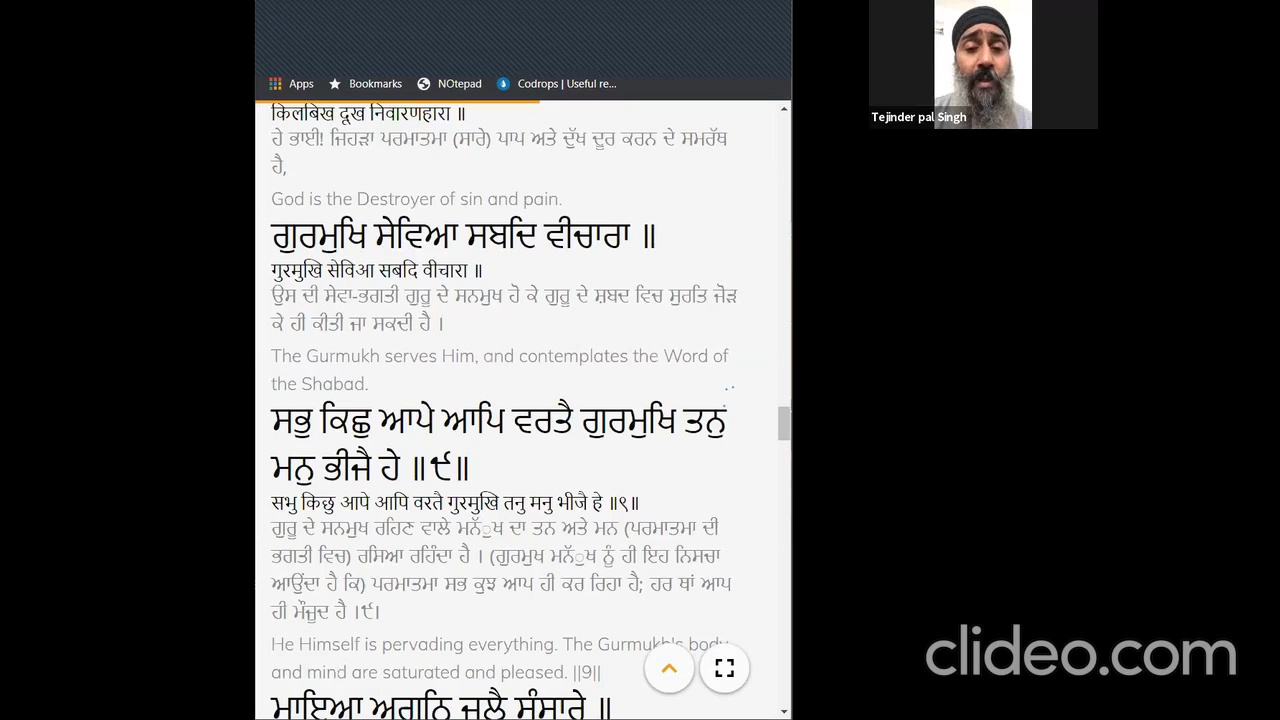 Apps Bookmarks NOtepad Codrops | Useful re...
किलबिख दूख निवारणहारा ॥
ਹੇ ਭਾਈ! ਜਿਹੜਾ ਪਰਮਾਤਮਾ (ਸਾਰੇ) ਪਾਪ ਅਤੇ ਦੁੱਖ ਦੂਰ ਕਰਨ ਦੇ ਸਮਰੱਥ
ਹੈ,
God is the Destroyer of sin and pain.
ਗੁਰਮੁਖਿ ਸੇਵਿਆ ਸਬਦਿ ਵੀਚਾਰਾ ॥
गुरमुखि सेविआ सबदि वीचारा ॥
ਉਸ ਦੀ ਸੇਵਾ-ਭਗਤੀ ਗੁਰੂ ਦੇ ਸਨਮੁਖ ਹੋ ਕੇ ਗੁਰੂ ਦੇ ਸ਼ਬਦ ਵਿਚ ਸੁਰਤਿ ਜੋੜ
ਕੇ ਹੀ ਕੀਤੀ ਜਾ ਸਕਦੀ ਹੈ ।
The Gurmukh serves Him, and contemplates the Word of
the Shabad.
ਸਭੁ ਕਿਛੁ ਆਪੇ ਆਪਿ ਵਰਤੈ ਗੁਰਮੁਖਿ ਤਨੁ
ਮਨੁ ਭੀਜੈ ਹੇ ॥੯॥
सभु किछु आपे आपि वरतै गुरमुखि तनु मनु भीजै हे ॥९॥
ਗੁਰੂ ਦੇ ਸਨਮੁਖ ਰਹਿਣ ਵਾਲੇ ਮਨੱੁਖ ਦਾ ਤਨ ਅਤੇ ਮਨ (ਪਰਮਾਤਮਾ ਦੀ
ਭਗਤੀ ਵਿਚ) ਰਸਿਆ ਰਹਿੰਦਾ ਹੈ । (ਗੁਰਮੁਖ ਮਨੱੁਖ ਨੂੰ ਹੀ ਇਹ ਨਿਸਚਾ
ਆਉਂਦਾ ਹੈ ਕਿ) ਪਰਮਾਤਮਾ ਸਭ ਕੁਝ ਆਪ ਹੀ ਕਰ ਰਿਹਾ ਹੈ; ਹਰ ਥਾਂ ਆਪ
ਹੀ ਮੌਜੂਦ ਹੈ ।੯।
He Himself is pervading everything. The Gurmukh's body
and mind are saturated and pleased. ||9||
ਮਾਇਆ ਅਗਨਿ ਜਲੈ ਸੰਸਾਰੇ ॥
Tejinder pal Singh
clideo.com